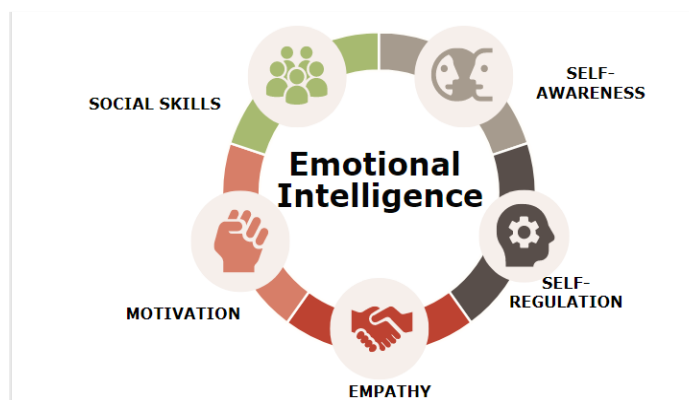 Emotional
Intelligence
SELF-
AWARENESS
SELF-
REGULATION
EMPATHY
MOTIVATION
SOCIAL SKILLS